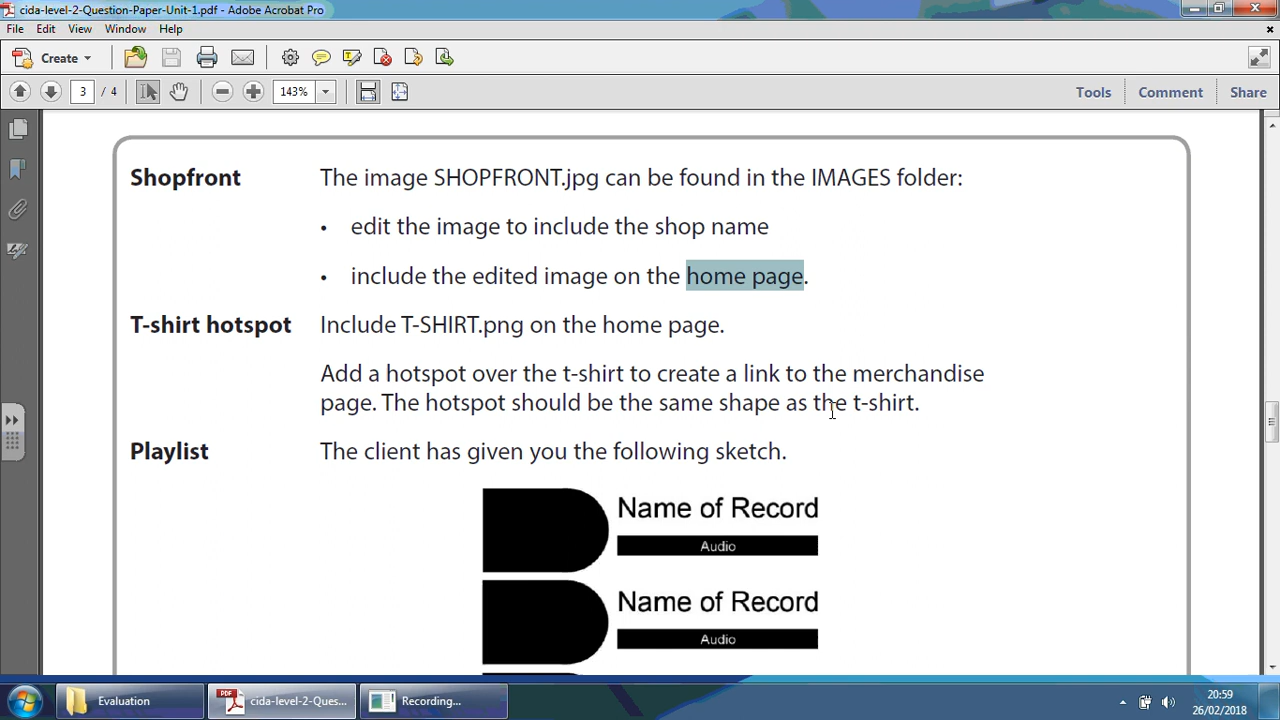 cida-level-2-Question-Paper-Unit-1.pdf - Adobe Acrobat Pro
File Edit View Window Help
Create
3 / 4 143% Tools Comment Share
Shopfront The image SHOPFRONT.jpg can be found in the IMAGES folder:
• edit the image to include the shop name
• include the edited image on the home page.
T-shirt hotspot Include T-SHIRT.png on the home page.
Add a hotspot over the t-shirt to create a link to the merchandise
page. The hotspot should be the same shape as the t-shirt.
Playlist The client has given you the following sketch.
Name of Record
Audio
Name of Record
Audio
Evaluation PDF cida-level-2-Ques... Recording... 20:59
26/02/2018